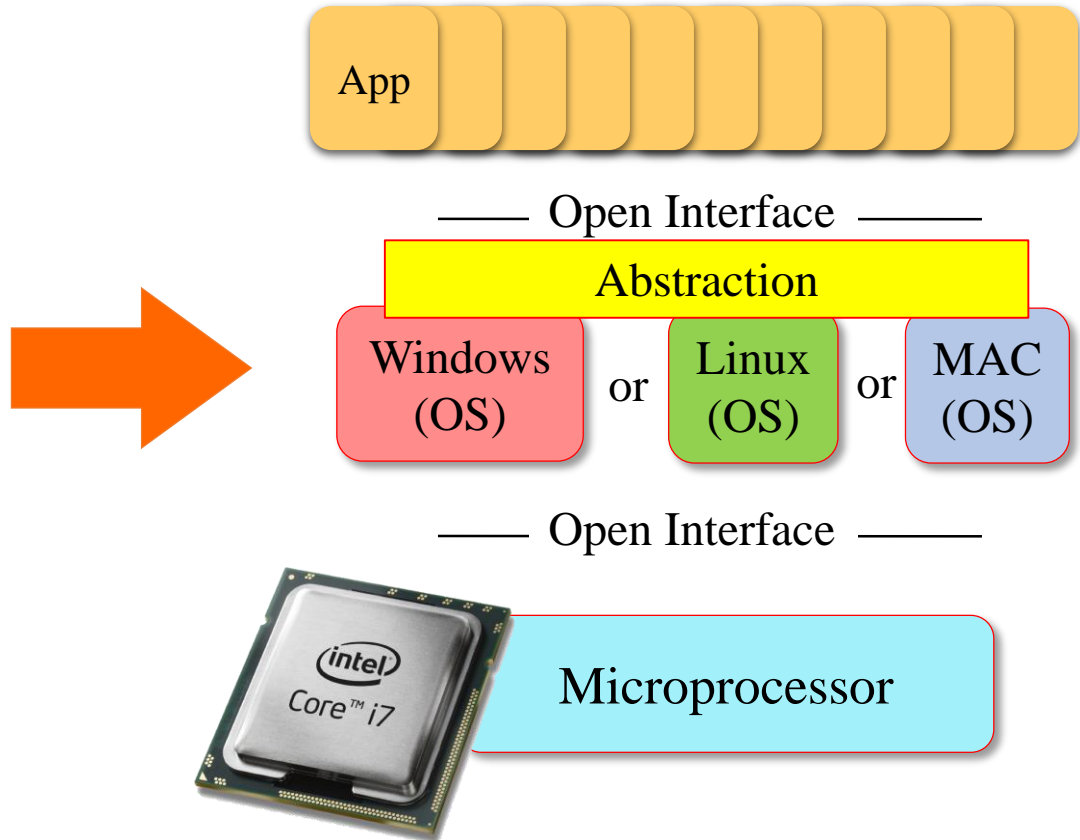 App
Open Interface
Abstraction
Windows
(OS)
or
Linux
(OS)
or
MAC
(OS)
Open Interface
intel
Core™ i7
Microprocessor